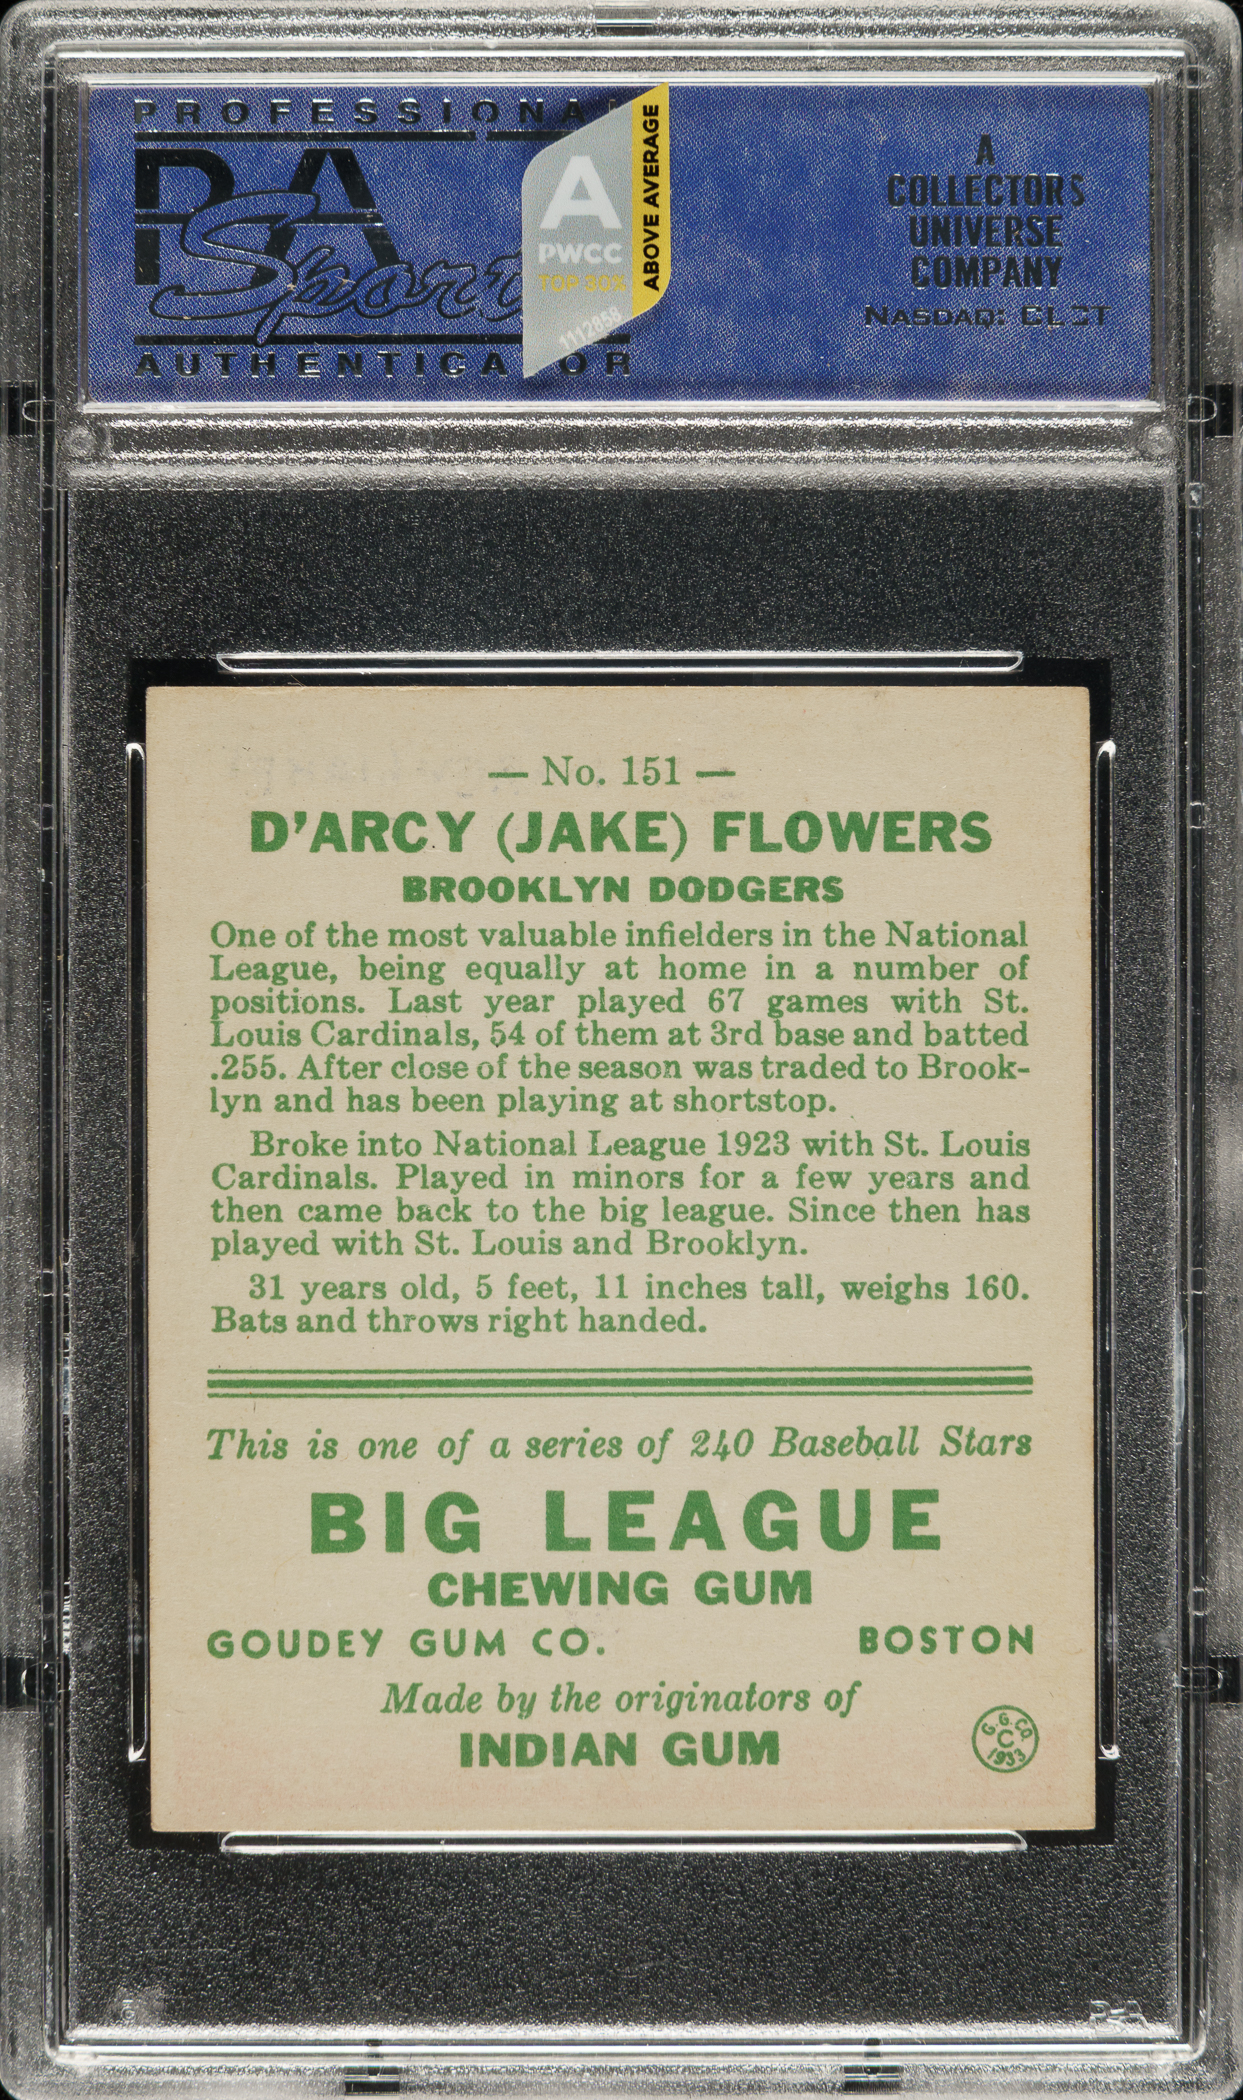 PROFESSIONAL
PSA
Sports
AUTHENTICATOR
A
PWCC
TOP 30%
1112858
ABOVE AVERAGE
A
COLLECTORS
UNIVERSE
COMPANY
NASDAQ: CLCT
— No. 151 —
D'ARCY (JAKE) FLOWERS
BROOKLYN DODGERS
One of the most valuable infielders in the National
League, being equally at home in a number of
positions. Last year played 67 games with St.
Louis Cardinals, 54 of them at 3rd base and batted
.255. After close of the season was traded to Brook-
lyn and has been playing at shortstop.
Broke into National League 1923 with St. Louis
Cardinals. Played in minors for a few years and
then came back to the big league. Since then has
played with St. Louis and Brooklyn.
31 years old, 5 feet, 11 inches tall, weighs 160.
Bats and throws right handed.
This is one of a series of 240 Baseball Stars
BIG LEAGUE
CHEWING GUM
GOUDEY GUM CO. BOSTON
Made by the originators of
INDIAN GUM
G. G. CO.
C
1933
PSA